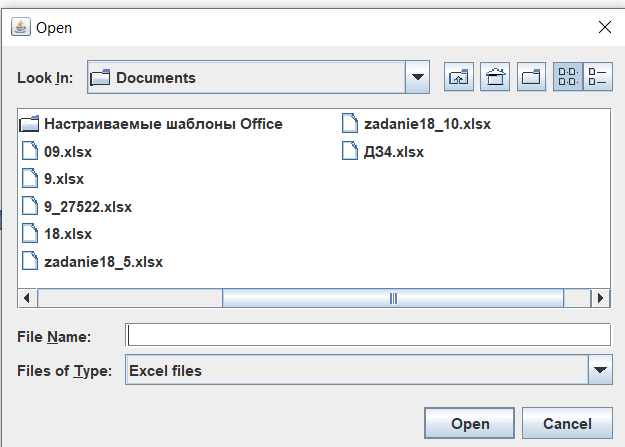 Open
Look In: Documents
Настраиваемые шаблоны Office
09.xlsx
9.xlsx
9_27522.xlsx
18.xlsx
zadanie18_5.xlsx
zadanie18_10.xlsx
ДЗ4.xlsx
File Name:
Files of Type: Excel files
Open Cancel